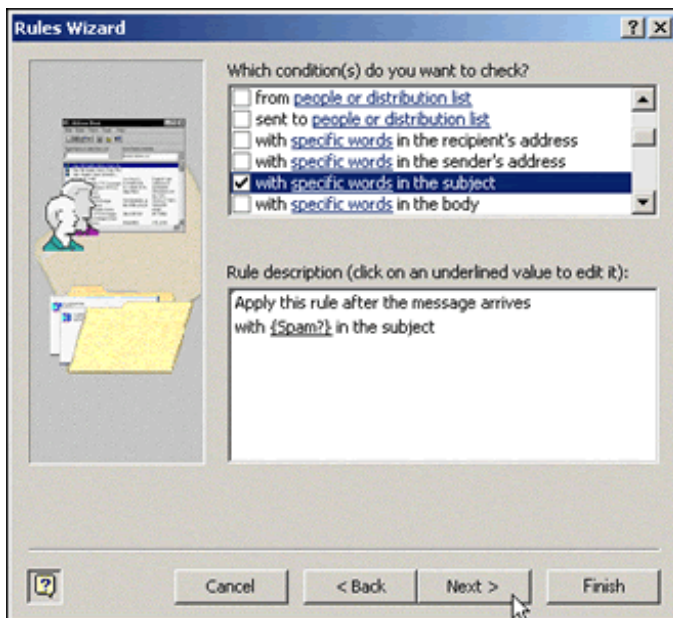 Rules Wizard
Which condition(s) do you want to check?
from people or distribution list
sent to people or distribution list
with specific words in the recipient's address
with specific words in the sender's address
with specific words in the subject
with specific words in the body
Rule description (click on an underlined value to edit it):
Apply this rule after the message arrives
with {Spam?} in the subject
Cancel
< Back
Next >
Finish